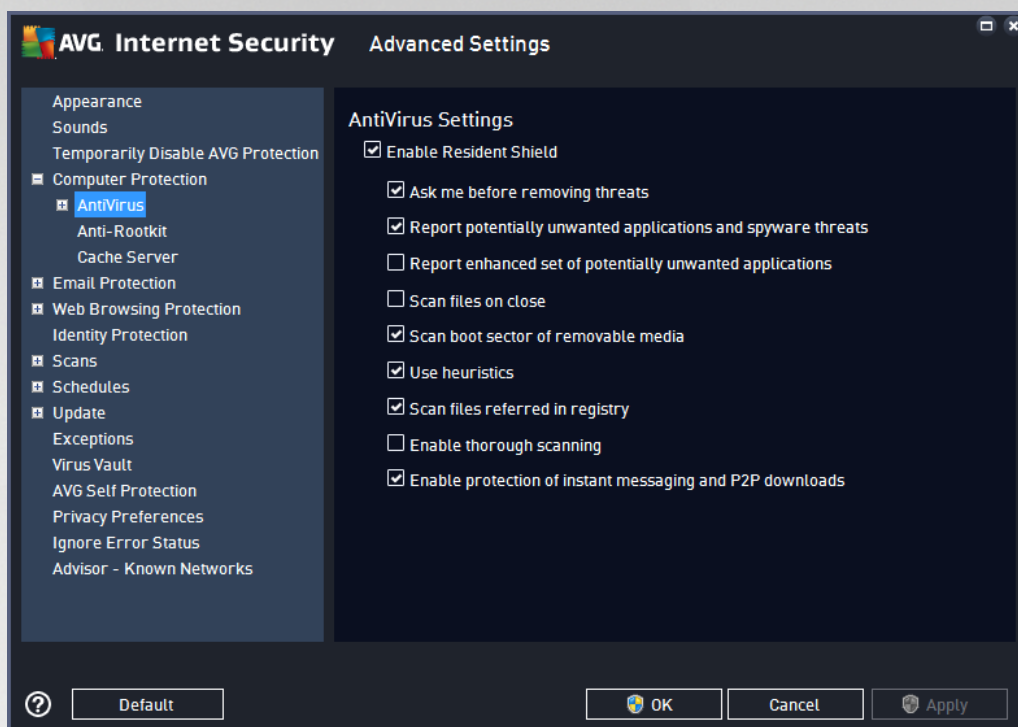 AVG. Internet Security Advanced Settings
Appearance
Sounds
Temporarily Disable AVG Protection
Computer Protection
AntiVirus
Anti-Rootkit
Cache Server
Email Protection
Web Browsing Protection
Identity Protection
Scans
Schedules
Update
Exceptions
Virus Vault
AVG Self Protection
Privacy Preferences
Ignore Error Status
Advisor - Known Networks
AntiVirus Settings
Enable Resident Shield
Ask me before removing threats
Report potentially unwanted applications and spyware threats
Report enhanced set of potentially unwanted applications
Scan files on close
Scan boot sector of removable media
Use heuristics
Scan files referred in registry
Enable thorough scanning
Enable protection of instant messaging and P2P downloads
? Default OK Cancel Apply